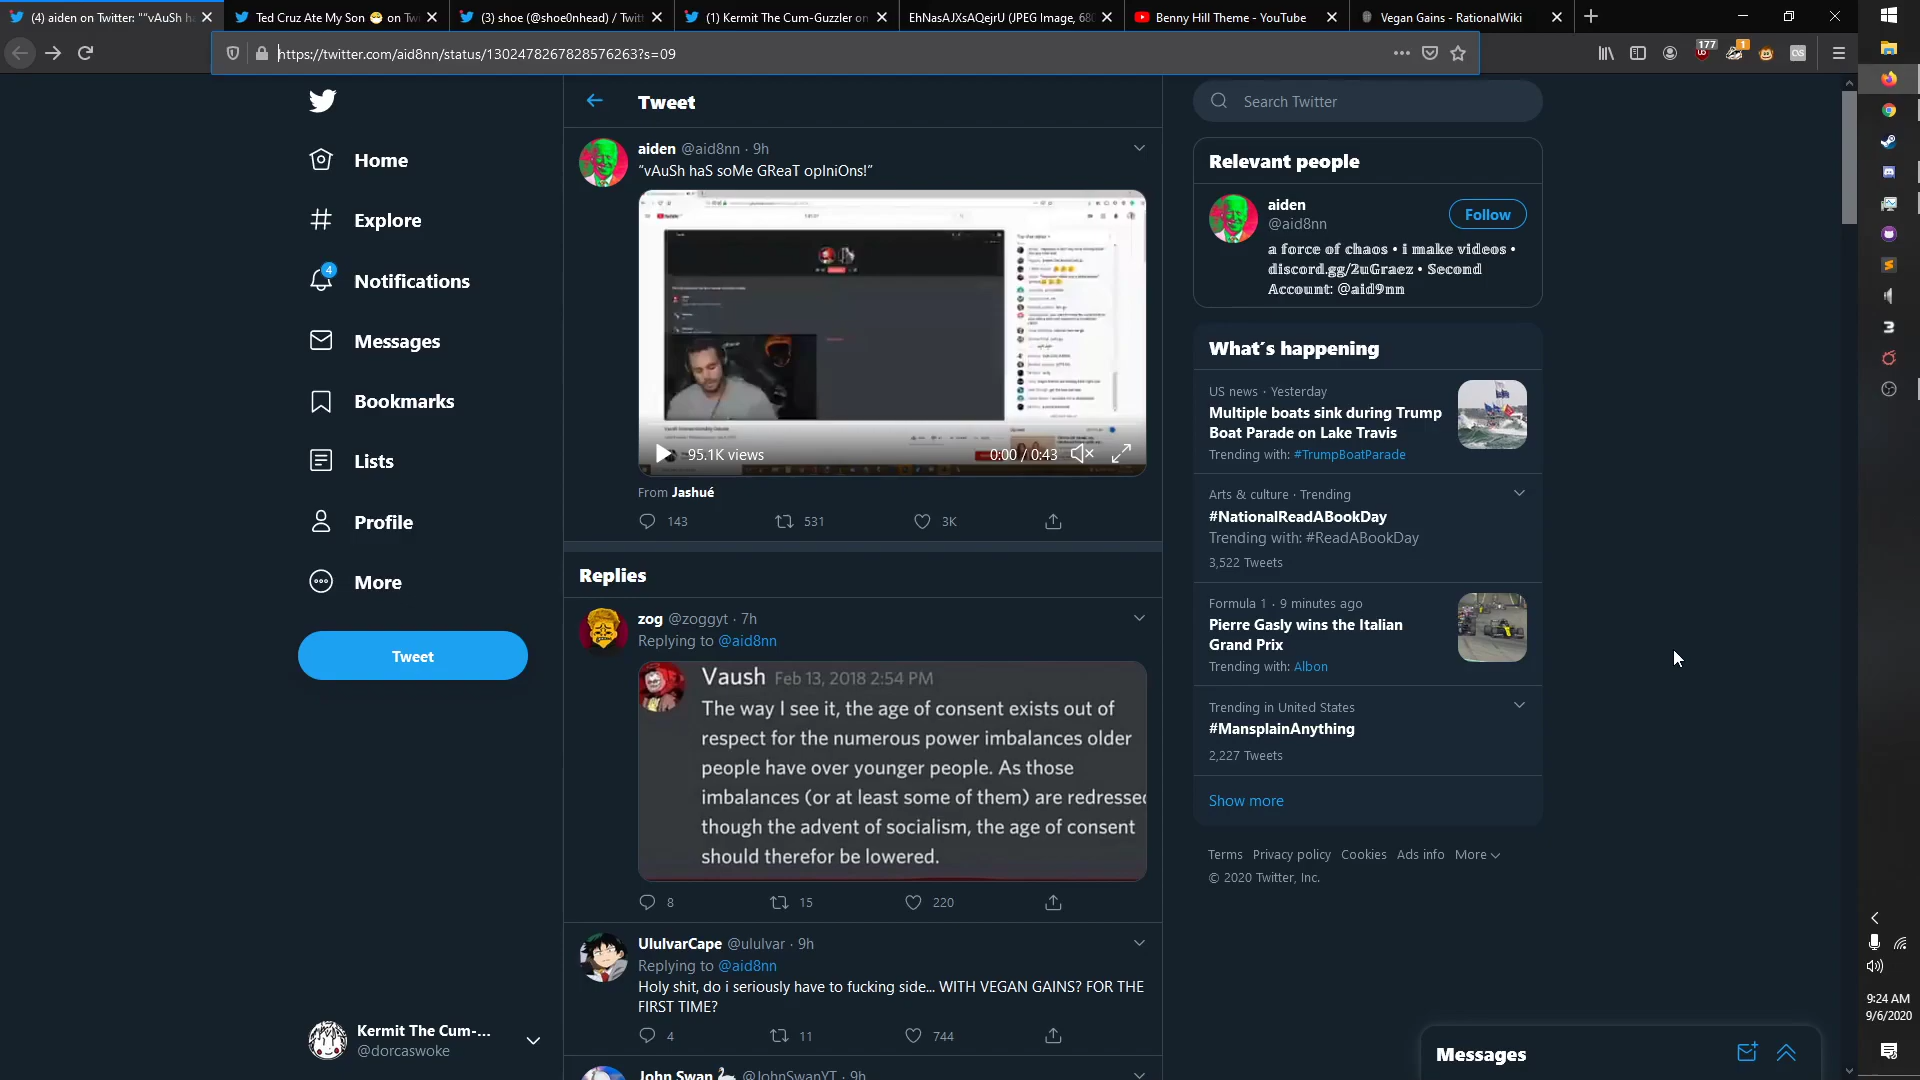 (4) aiden on Twitter: "“vAuSh ha
Ted Cruz Ate My Son 😷 on Twi
(3) shoe (@shoe0nhead) / Twitt
(1) Kermit The Cum-Guzzler on
EhNasAJXsAQejrU (JPEG Image, 680
Benny Hill Theme - YouTube
Vegan Gains - RationalWiki
https://twitter.com/aid8nn/status/1302478267828576263?s=09
177
1
Home
Explore
4
Notifications
Messages
Bookmarks
Lists
Profile
More
Tweet
Kermit The Cum-...
@dorcaswoke
Tweet
aiden @aid8nn · 9h
“vAuSh haS soMe GReaT opIniOns!”
95.1K views
0:00 / 0:43
From Jashué
143 531 3K
Replies
zog @zoggyt · 7h
Replying to @aid8nn
Vaush Feb 13, 2018 2:54 PM
The way I see it, the age of consent exists out of
respect for the numerous power imbalances older
people have over younger people. As those
imbalances (or at least some of them) are redressed
though the advent of socialism, the age of consent
should therefor be lowered.
8 15 220
UlulvarCape @ululvar · 9h
Replying to @aid8nn
Holy shit, do i seriously have to fucking side... WITH VEGAN GAINS? FOR THE
FIRST TIME?
4 11 744
John Swan 🦢 @JohnSwanYT · 9h
Search Twitter
Relevant people
aiden
@aid8nn
Follow
a force of chaos • i make videos •
discord.gg/2uGraez • Second
Account: @aid9nn
What’s happening
US news · Yesterday
Multiple boats sink during Trump
Boat Parade on Lake Travis
Trending with: #TrumpBoatParade
Arts & culture · Trending
#NationalReadABookDay
Trending with: #ReadABookDay
3,522 Tweets
Formula 1 · 9 minutes ago
Pierre Gasly wins the Italian
Grand Prix
Trending with: Albon
Trending in United States
#MansplainAnything
2,227 Tweets
Show more
Terms Privacy policy Cookies Ads info More
© 2020 Twitter, Inc.
Messages
9:24 AM
9/6/2020